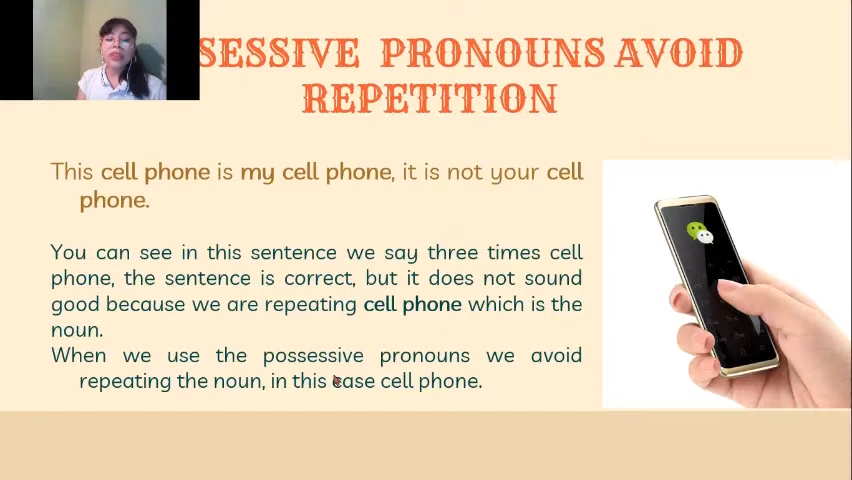 SESSIVE PRONOUNS AVOID
REPETITION
This cell phone is my cell phone, it is not your cell
phone.
You can see in this sentence we say three times cell
phone, the sentence is correct, but it does not sound
good because we are repeating cell phone which is the
noun.
When we use the possessive pronouns we avoid
repeating the noun, in this case cell phone.